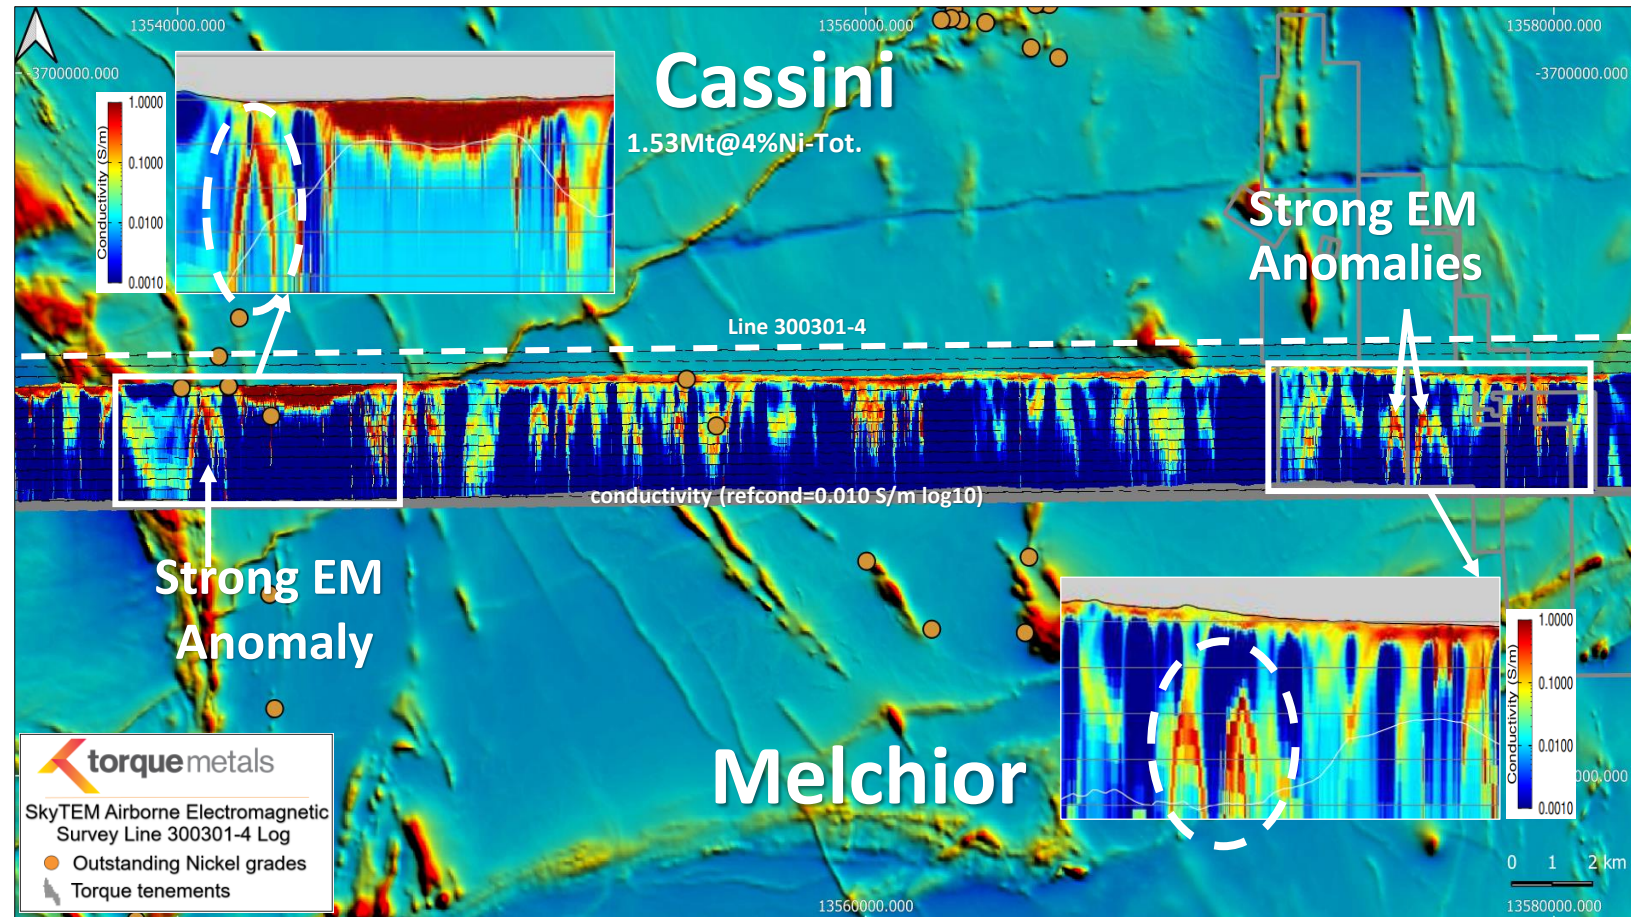 13540000.000
13560000.000
13580000.000
-3700000.000
-3700000.000
Cassini
1.53Mt@4%Ni-Tot.
Conductivity (S/m)
1.0000
0.1000
0.0100
0.0010
Strong EM
Anomalies
Line 300301-4
conductivity (refcond=0.010 S/m log10)
Strong EM
Anomaly
Melchior
Conductivity (S/m)
1.0000
0.1000
0.0100
0.0010
000.000
torquemetals
SkyTEM Airborne Electromagnetic
Survey Line 300301-4 Log
Outstanding Nickel grades
Torque tenements
0 1 2 km
13560000.000
13580000.000